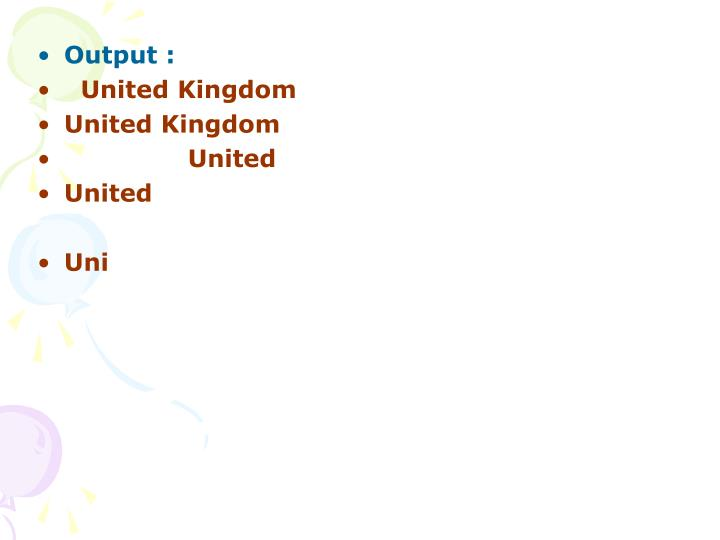 • Output :
•   United Kingdom
• United Kingdom
•                United
• United
• Uni